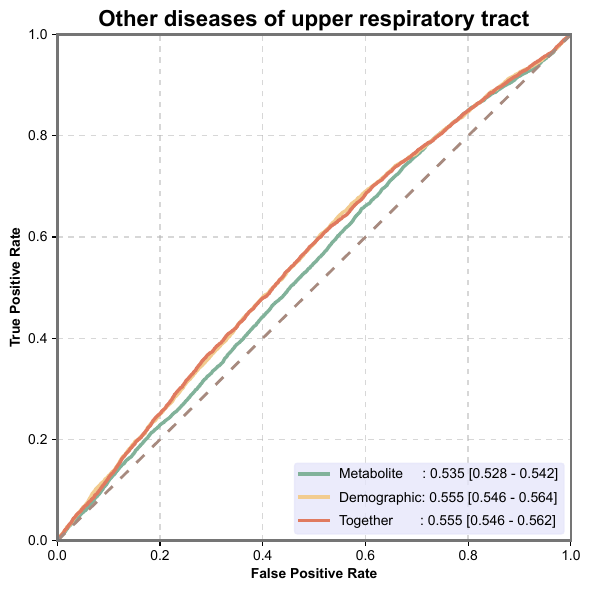 Other diseases of upper respiratory tract
1.0
0.8
0.6
0.4
0.2
0.0
True Positive Rate
Metabolite : 0.535 [0.528 - 0.542]
Demographic: 0.555 [0.546 - 0.564]
Together : 0.555 [0.546 - 0.562]
0.0 0.2 0.4 0.6 0.8 1.0
False Positive Rate